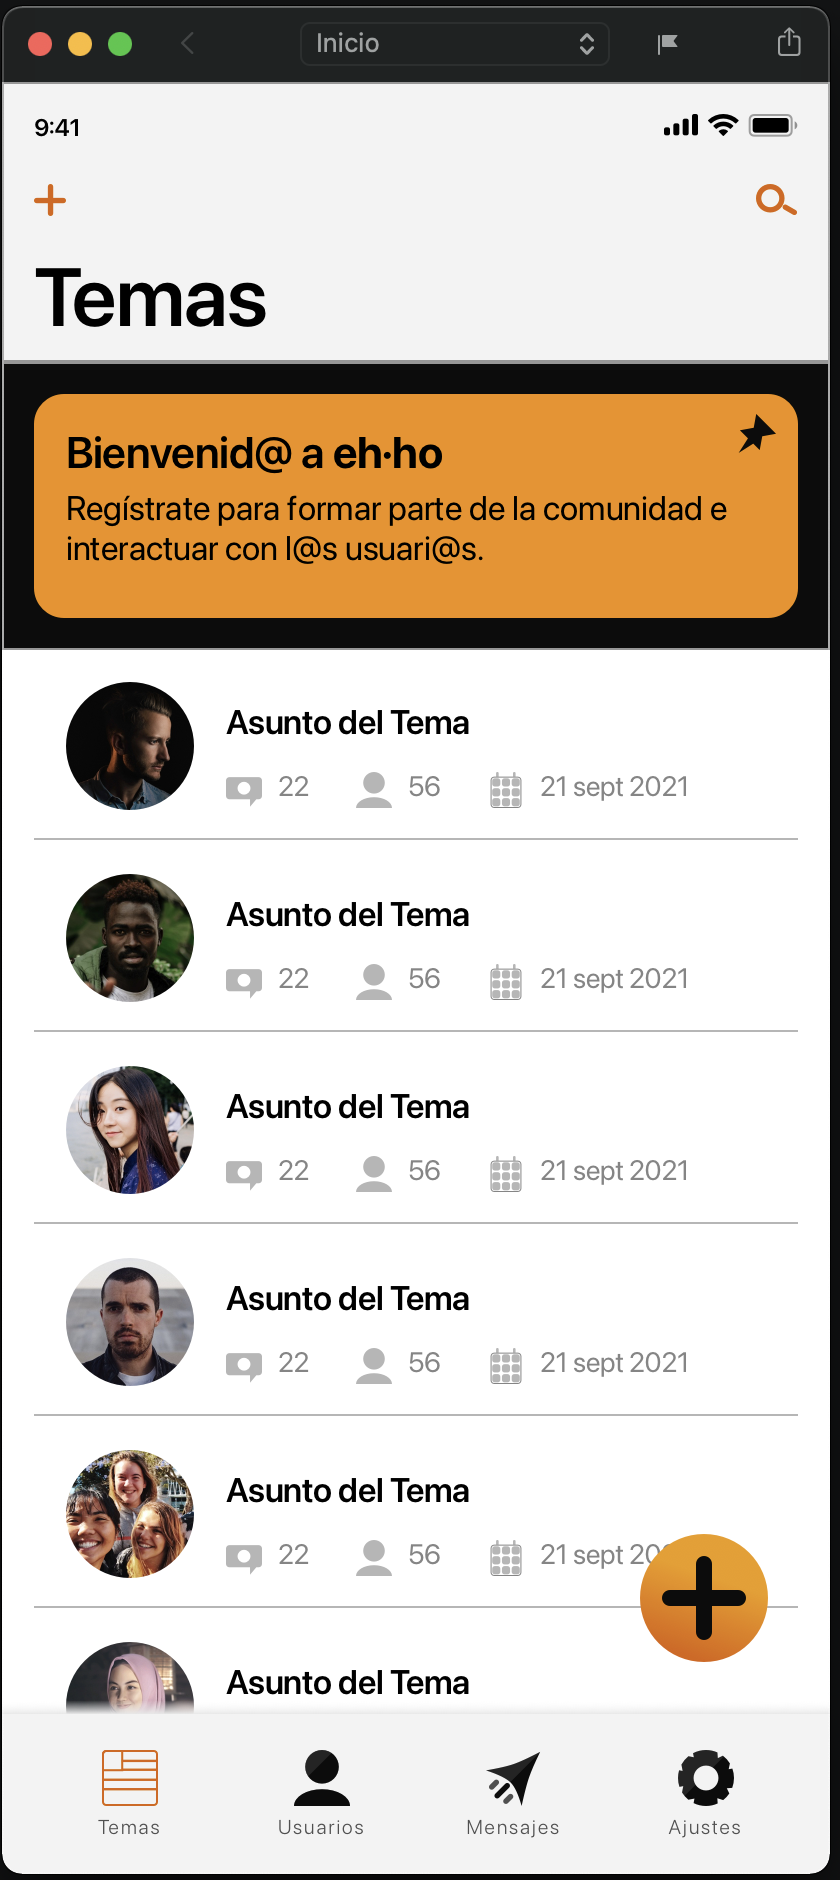 Inicio
9:41
Temas
Bienvenid@ a eh·ho
Regístrate para formar parte de la comunidad e
interactuar con l@s usuari@s.
Asunto del Tema
22 56 21 sept 2021
Asunto del Tema
22 56 21 sept 2021
Asunto del Tema
22 56 21 sept 2021
Asunto del Tema
22 56 21 sept 2021
Asunto del Tema
22 56 21 sept
Asunto del Tema
Temas Usuarios Mensajes Ajustes